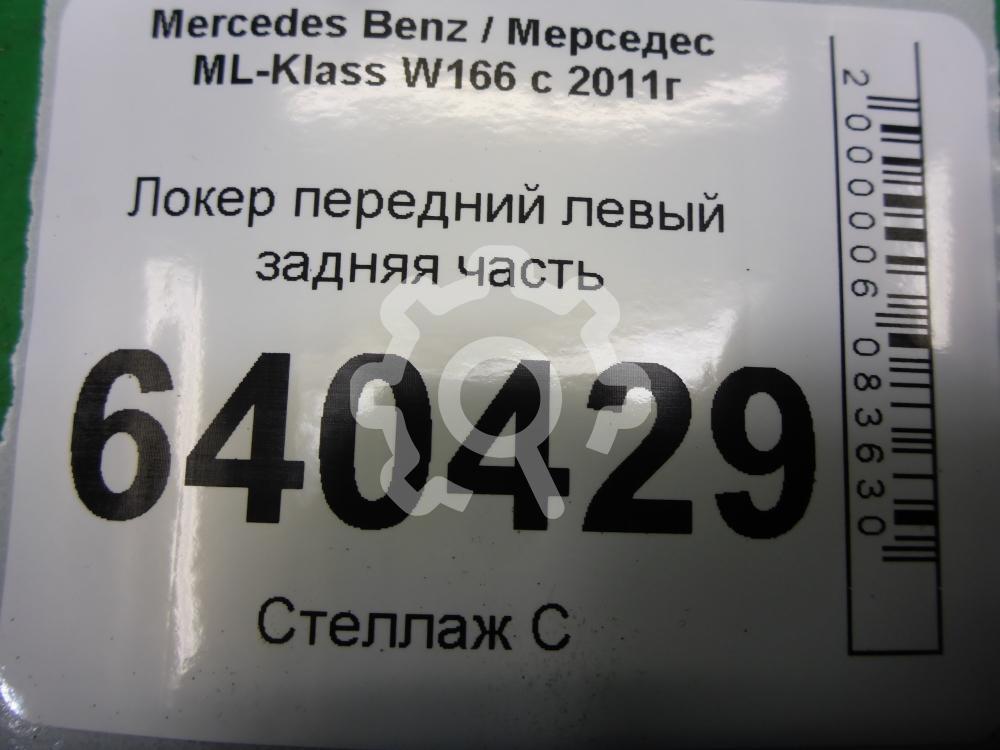 Mercedes Benz / Мерседес
ML-Klass W166 с 2011г
Локер передний левый
задняя часть
640429
Стеллаж С
2000006083630